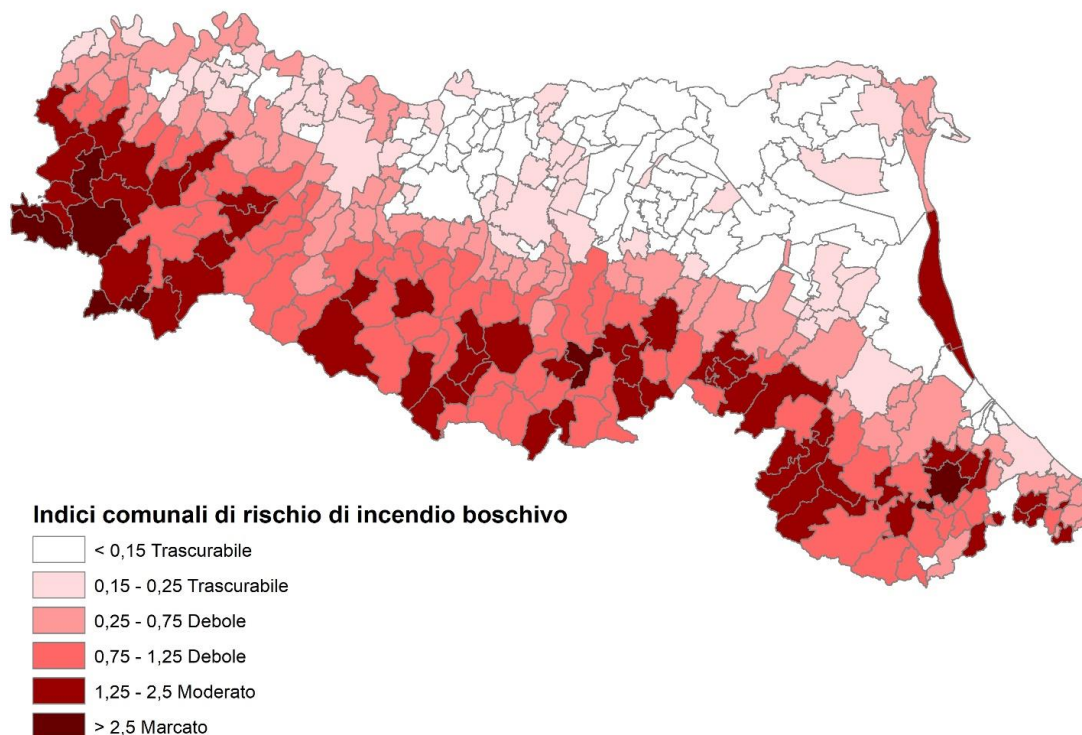 Indici comunali di rischio di incendio boschivo
< 0,15 Trascurabile
0,15 - 0,25 Trascurabile
0,25 - 0,75 Debole
0,75 - 1,25 Debole
1,25 - 2,5 Moderato
> 2,5 Marcato